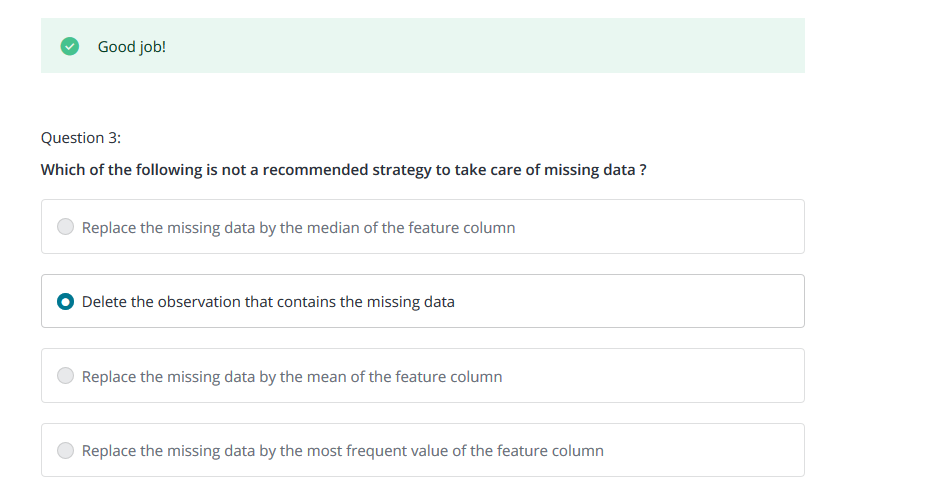 Good job!
Question 3:
Which of the following is not a recommended strategy to take care of missing data ?
Replace the missing data by the median of the feature column
Delete the observation that contains the missing data
Replace the missing data by the mean of the feature column
Replace the missing data by the most frequent value of the feature column